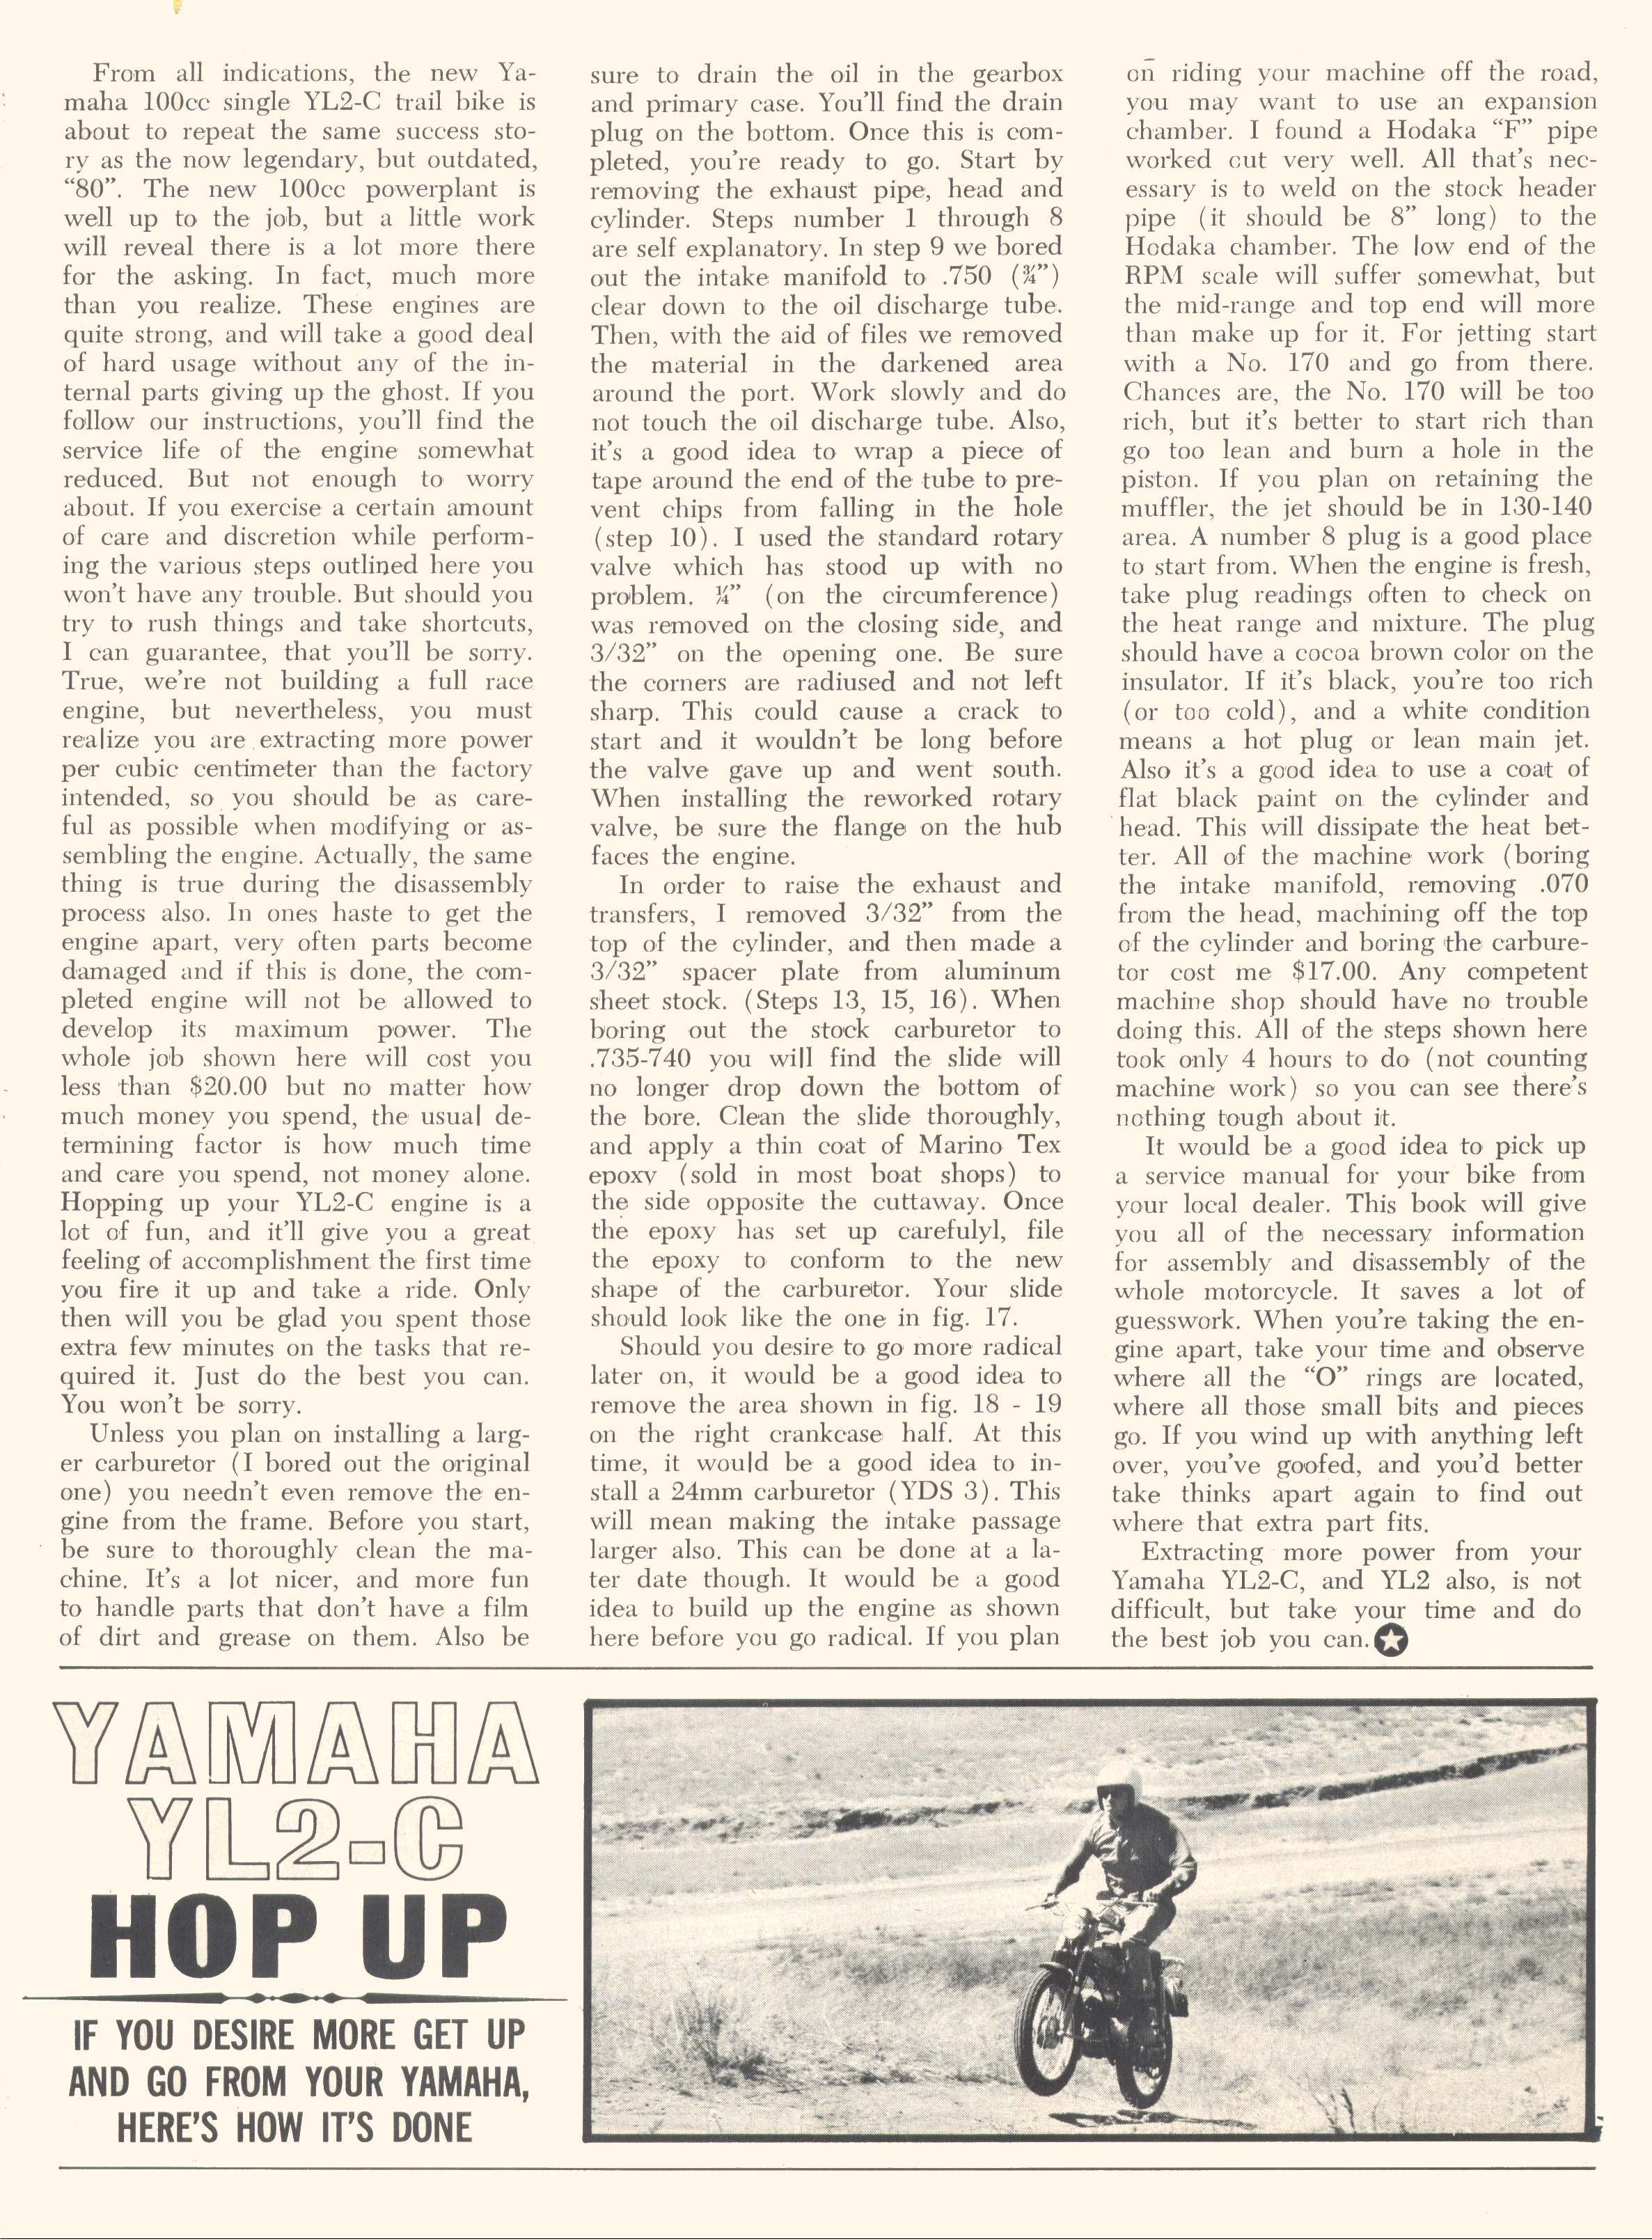 From all indications, the new Ya-
maha 100cc single YL2-C trail bike is
about to repeat the same success sto-
ry as the now legendary, but outdated,
“80”. The new 100cc powerplant is
well up to the job, but a little work
will reveal there is a lot more there
for the asking. In fact, much more
than you realize. These engines are
quite strong, and will take a good deal
of hard usage without any of the in-
ternal parts giving up the ghost. If you
follow our instructions, you’ll find the
service life of the engine somewhat
reduced. But not enough to worry
about. If you exercise a certain amount
of care and discretion while perform-
ing the various steps outlined here you
won’t have any trouble. But should you
try to rush things and take shortcuts,
I can guarantee, that you’ll be sorry.
True, we’re not building a full race
engine, but nevertheless, you must
realize you are extracting more power
per cubic centimeter than the factory
intended, so you should be as care-
ful as possible when modifying or as-
sembling the engine. Actually, the same
thing is true during the disassembly
process also. In ones haste to get the
engine apart, very often parts become
damaged and if this is done, the com-
pleted engine will not be allowed to
develop its maximum power. The
whole job shown here will cost you
less than $20.00 but no matter how
much money you spend, the usual de-
termining factor is how much time
and care you spend, not money alone.
Hopping up your YL2-C engine is a
lot of fun, and it’ll give you a great
feeling of accomplishment the first time
you fire it up and take a ride. Only
then will you be glad you spent those
extra few minutes on the tasks that re-
quired it. Just do the best you can.
You won’t be sorry.
Unless you plan on installing a larg-
er carburetor (I bored out the original
one) you needn’t even remove the en-
gine from the frame. Before you start,
be sure to thoroughly clean the ma-
chine. It’s a lot nicer, and more fun
to handle parts that don’t have a film
of dirt and grease on them. Also be
sure to drain the oil in the gearbox
and primary case. You’ll find the drain
plug on the bottom. Once this is com-
pleted, you’re ready to go. Start by
removing the exhaust pipe, head and
cylinder. Steps number 1 through 8
are self explanatory. In step 9 we bored
out the intake manifold to .750 (¾”)
clear down to the oil discharge tube.
Then, with the aid of files we removed
the material in the darkened area
around the port. Work slowly and do
not touch the oil discharge tube. Also,
it’s a good idea to wrap a piece of
tape around the end of the tube to pre-
vent chips from falling in the hole
(step 10). I used the standard rotary
valve which has stood up with no
problem. ¼” (on the circumference)
was removed on the closing side, and
3/32” on the opening one. Be sure
the corners are radiused and not left
sharp. This could cause a crack to
start and it wouldn’t be long before
the valve gave up and went south.
When installing the reworked rotary
valve, be sure the flange on the hub
faces the engine.
In order to raise the exhaust and
transfers, I removed 3/32” from the
top of the cylinder, and then made a
3/32” spacer plate from aluminum
sheet stock. (Steps 13, 15, 16). When
boring out the stock carburetor to
.735-740 you will find the slide will
no longer drop down the bottom of
the bore. Clean the slide thoroughly,
and apply a thin coat of Marino Tex
epoxy (sold in most boat shops) to
the side opposite the cuttaway. Once
the epoxy has set up carefulyl, file
the epoxy to conform to the new
shape of the carburetor. Your slide
should look like the one in fig. 17.
Should you desire to go more radical
later on, it would be a good idea to
remove the area shown in fig. 18 - 19
on the right crankcase half. At this
time, it would be a good idea to in-
stall a 24mm carburetor (YDS 3). This
will mean making the intake passage
larger also. This can be done at a la-
ter date though. It would be a good
idea to build up the engine as shown
here before you go radical. If you plan
on riding your machine off the road,
you may want to use an expansion
chamber. I found a Hodaka “F” pipe
worked out very well. All that’s nec-
essary is to weld on the stock header
pipe (it should be 8” long) to the
Hodaka chamber. The low end of the
RPM scale will suffer somewhat, but
the mid-range and top end will more
than make up for it. For jetting start
with a No. 170 and go from there.
Chances are, the No. 170 will be too
rich, but it’s better to start rich than
go too lean and burn a hole in the
piston. If you plan on retaining the
muffler, the jet should be in 130-140
area. A number 8 plug is a good place
to start from. When the engine is fresh,
take plug readings often to check on
the heat range and mixture. The plug
should have a cocoa brown color on the
insulator. If it’s black, you’re too rich
(or too cold), and a white condition
means a hot plug or lean main jet.
Also it’s a good idea to use a coat of
flat black paint on the cylinder and
head. This will dissipate the heat bet-
ter. All of the machine work (boring
the intake manifold, removing .070
from the head, machining off the top
of the cylinder and boring the carbure-
tor cost me $17.00. Any competent
machine shop should have no trouble
doing this. All of the steps shown here
took only 4 hours to do (not counting
machine work) so you can see there’s
nothing tough about it.
It would be a good idea to pick up
a service manual for your bike from
your local dealer. This book will give
you all of the necessary information
for assembly and disassembly of the
whole motorcycle. It saves a lot of
guesswork. When you’re taking the en-
gine apart, take your time and observe
where all the “O” rings are located,
where all those small bits and pieces
go. If you wind up with anything left
over, you’ve goofed, and you’d better
take thinks apart again to find out
where that extra part fits.
Extracting more power from your
Yamaha YL2-C, and YL2 also, is not
difficult, but take your time and do
the best job you can.
YAMAHA
YL2-C
HOP UP
IF YOU DESIRE MORE GET UP
AND GO FROM YOUR YAMAHA,
HERE’S HOW IT’S DONE